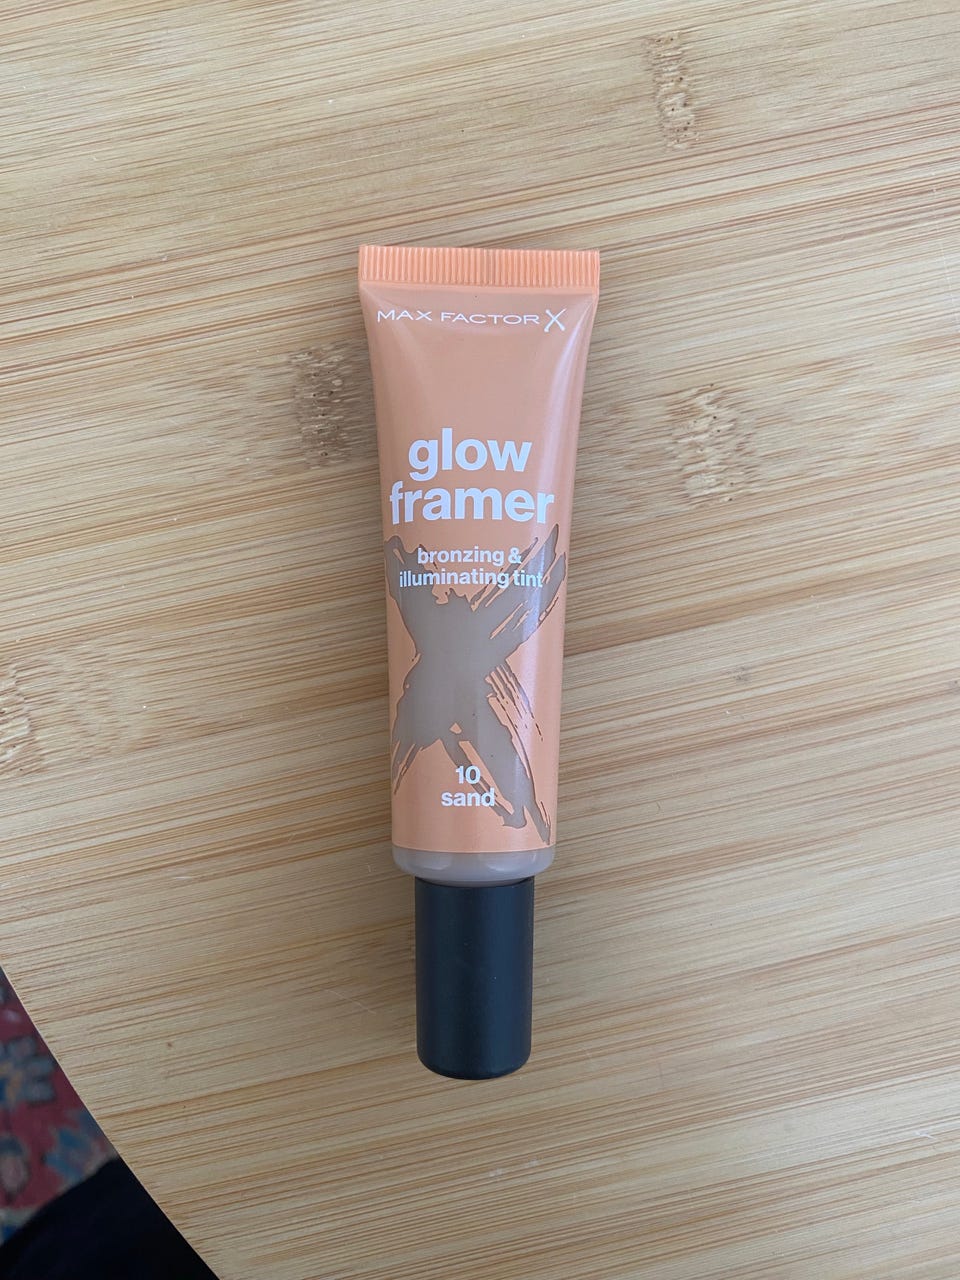 MAX FACTOR X
glow
framer
bronzing &
illuminating tint
10
sand